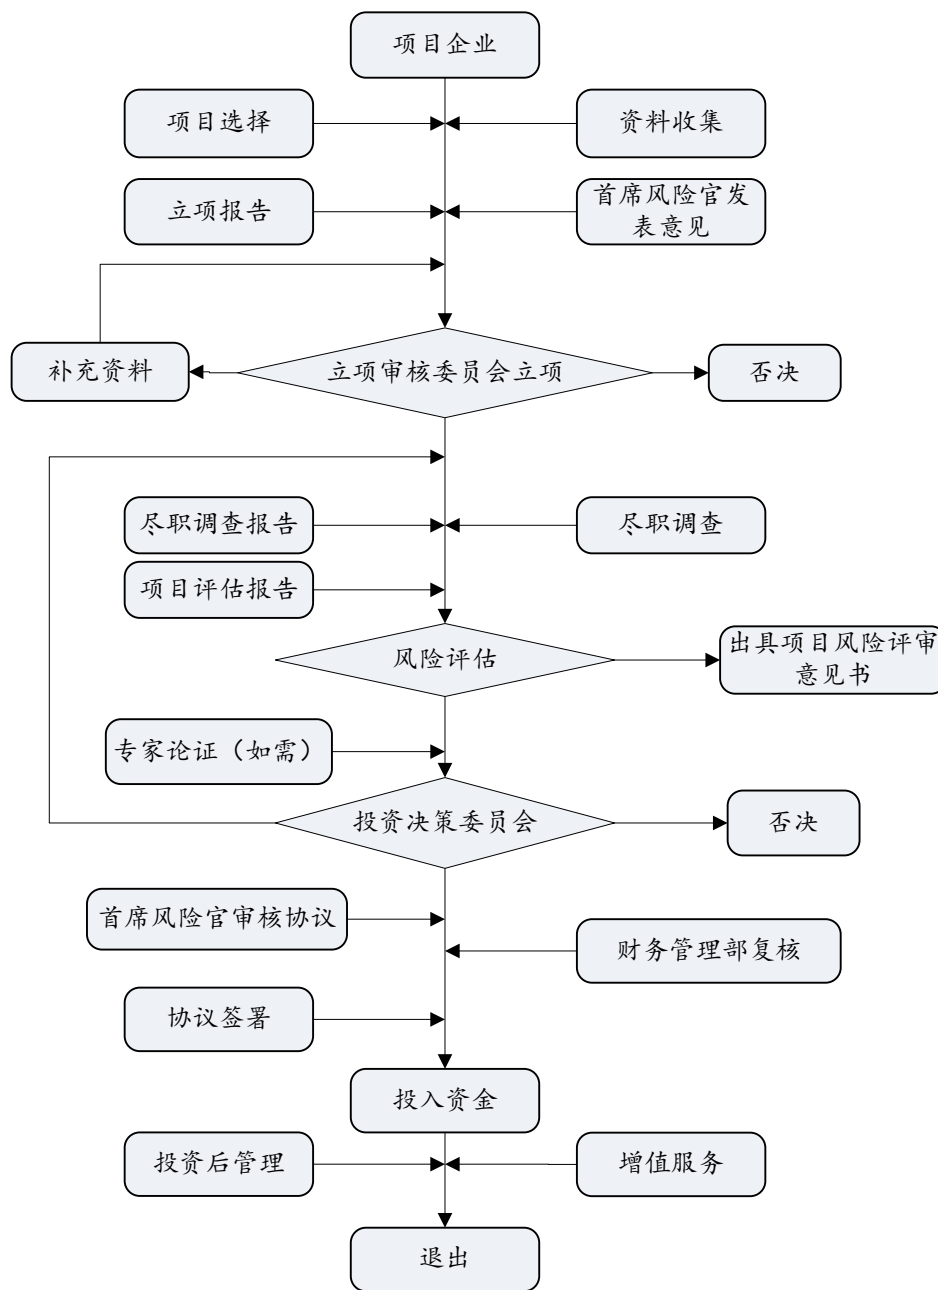 项目企业
项目选择
资料收集
立项报告
首席风险官发
表意见
补充资料
立项审核委员会立项
否决
尽职调查报告
尽职调查
项目评估报告
风险评估
出具项目风险评审
意见书
专家论证（如需）
投资决策委员会
否决
首席风险官审核协议
财务管理部复核
协议签署
投入资金
投资后管理
增值服务
退出